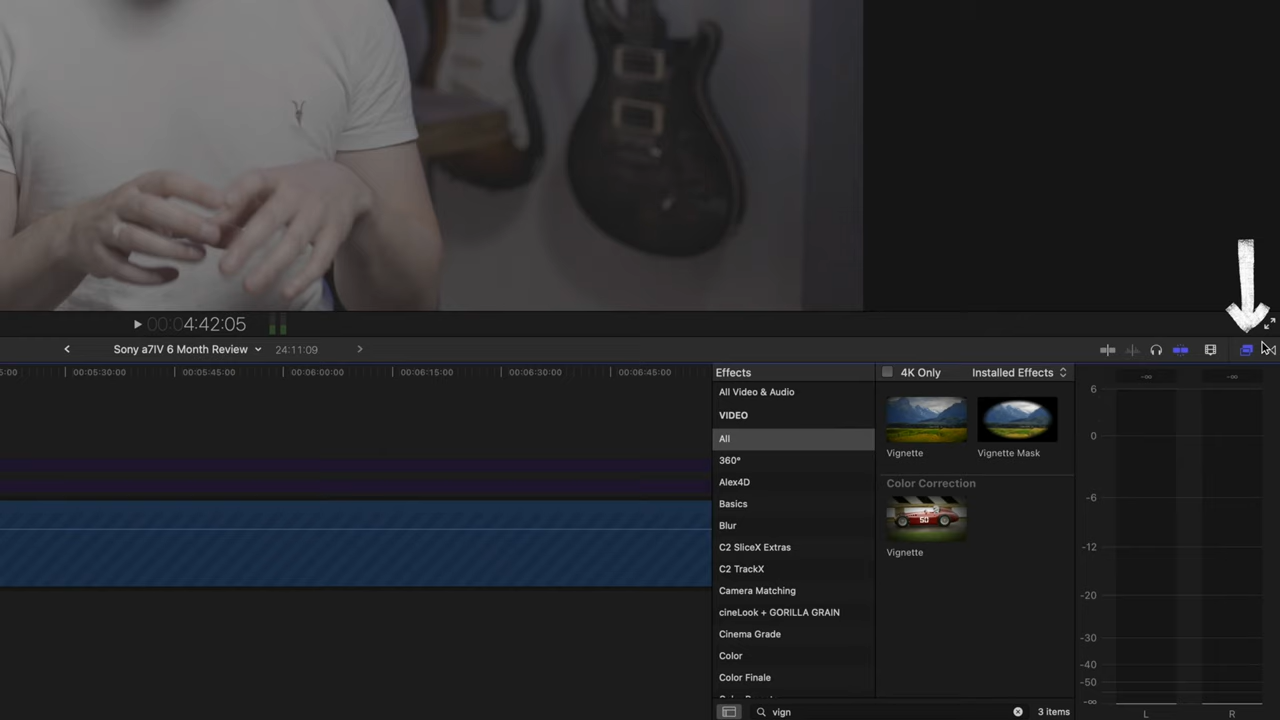 00:04:42:05
Sony a7IV 6 Month Review
24:11:09
5:00
00:05:30:00
00:05:45:00
00:06:00:00
00:06:15:00
00:06:30:00
00:06:45:00
Effects
4K Only
Installed Effects
All Video & Audio
VIDEO
All
360°
Alex4D
Basics
Blur
C2 SliceX Extras
C2 TrackX
Camera Matching
cineLook + GORILLA GRAIN
Cinema Grade
Color
Color Finale
Vignette
Vignette Mask
Color Correction
50
Vignette
vign
3 items
-∞
-∞
6
0
-6
-12
-20
-30
-40
-50
-∞
L
R